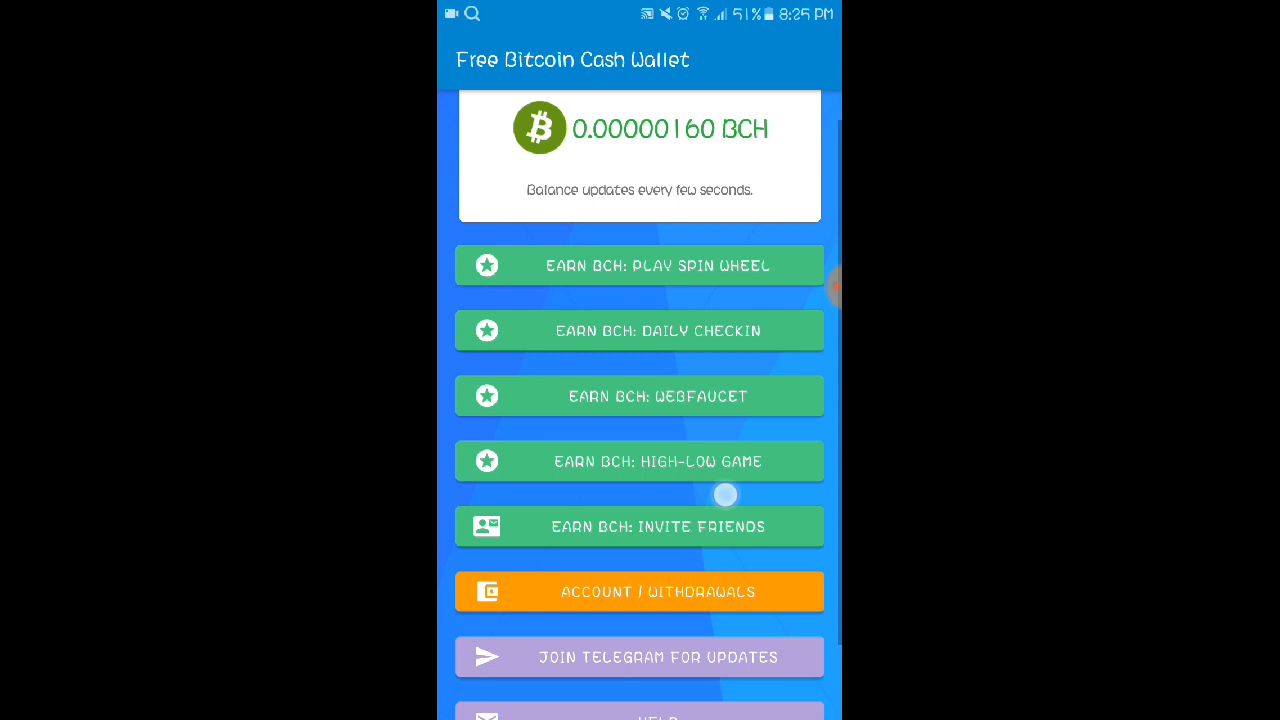 51% 8:25 PM
Free Bitcoin Cash Wallet
0.00000160 BCH
Balance updates every few seconds.
EARN BCH: PLAY SPIN WHEEL
EARN BCH: DAILY CHECKIN
EARN BCH: WEBFAUCET
EARN BCH: HIGH-LOW GAME
EARN BCH: INVITE FRIENDS
ACCOUNT / WITHDRAWALS
JOIN TELEGRAM FOR UPDATES
HELP